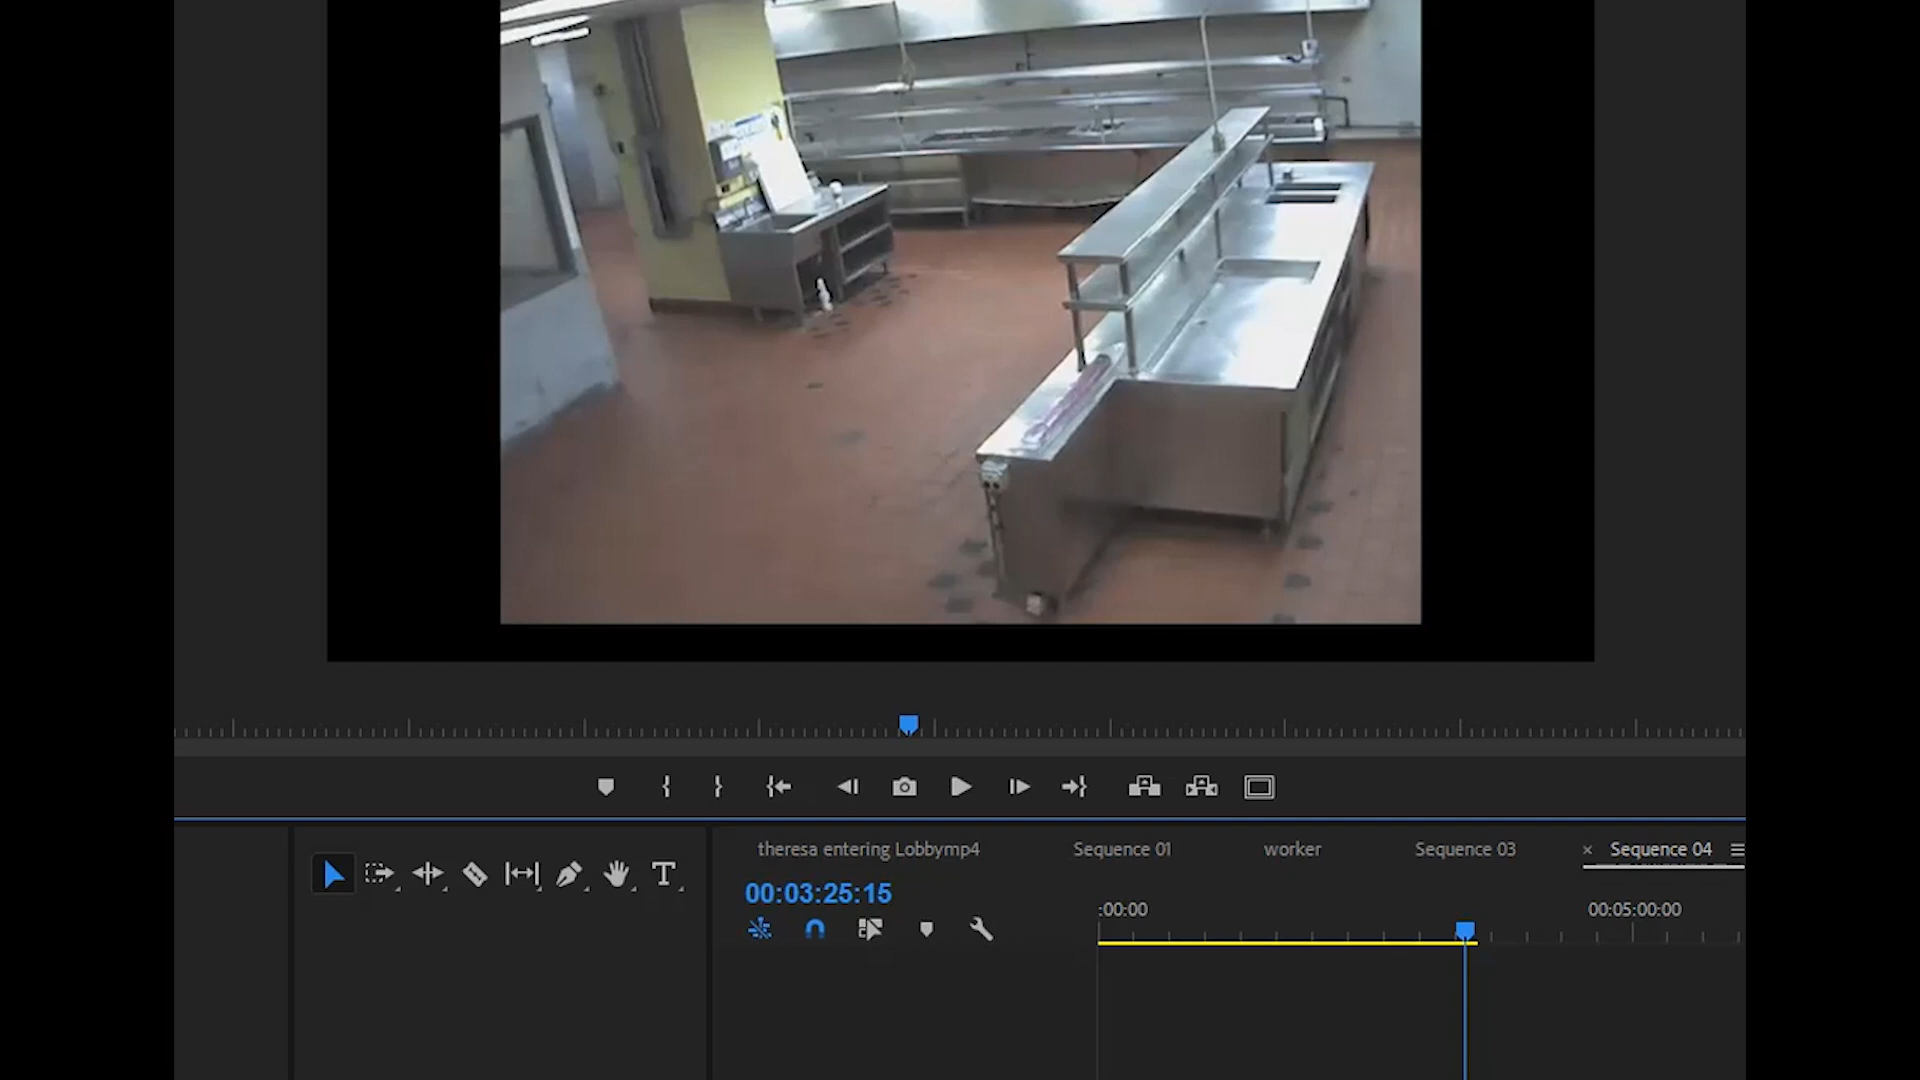 theresa entering Lobbymp4
Sequence 01
worker
Sequence 03
× Sequence 04
00:03:25:15
:00:00
00:05:00:00